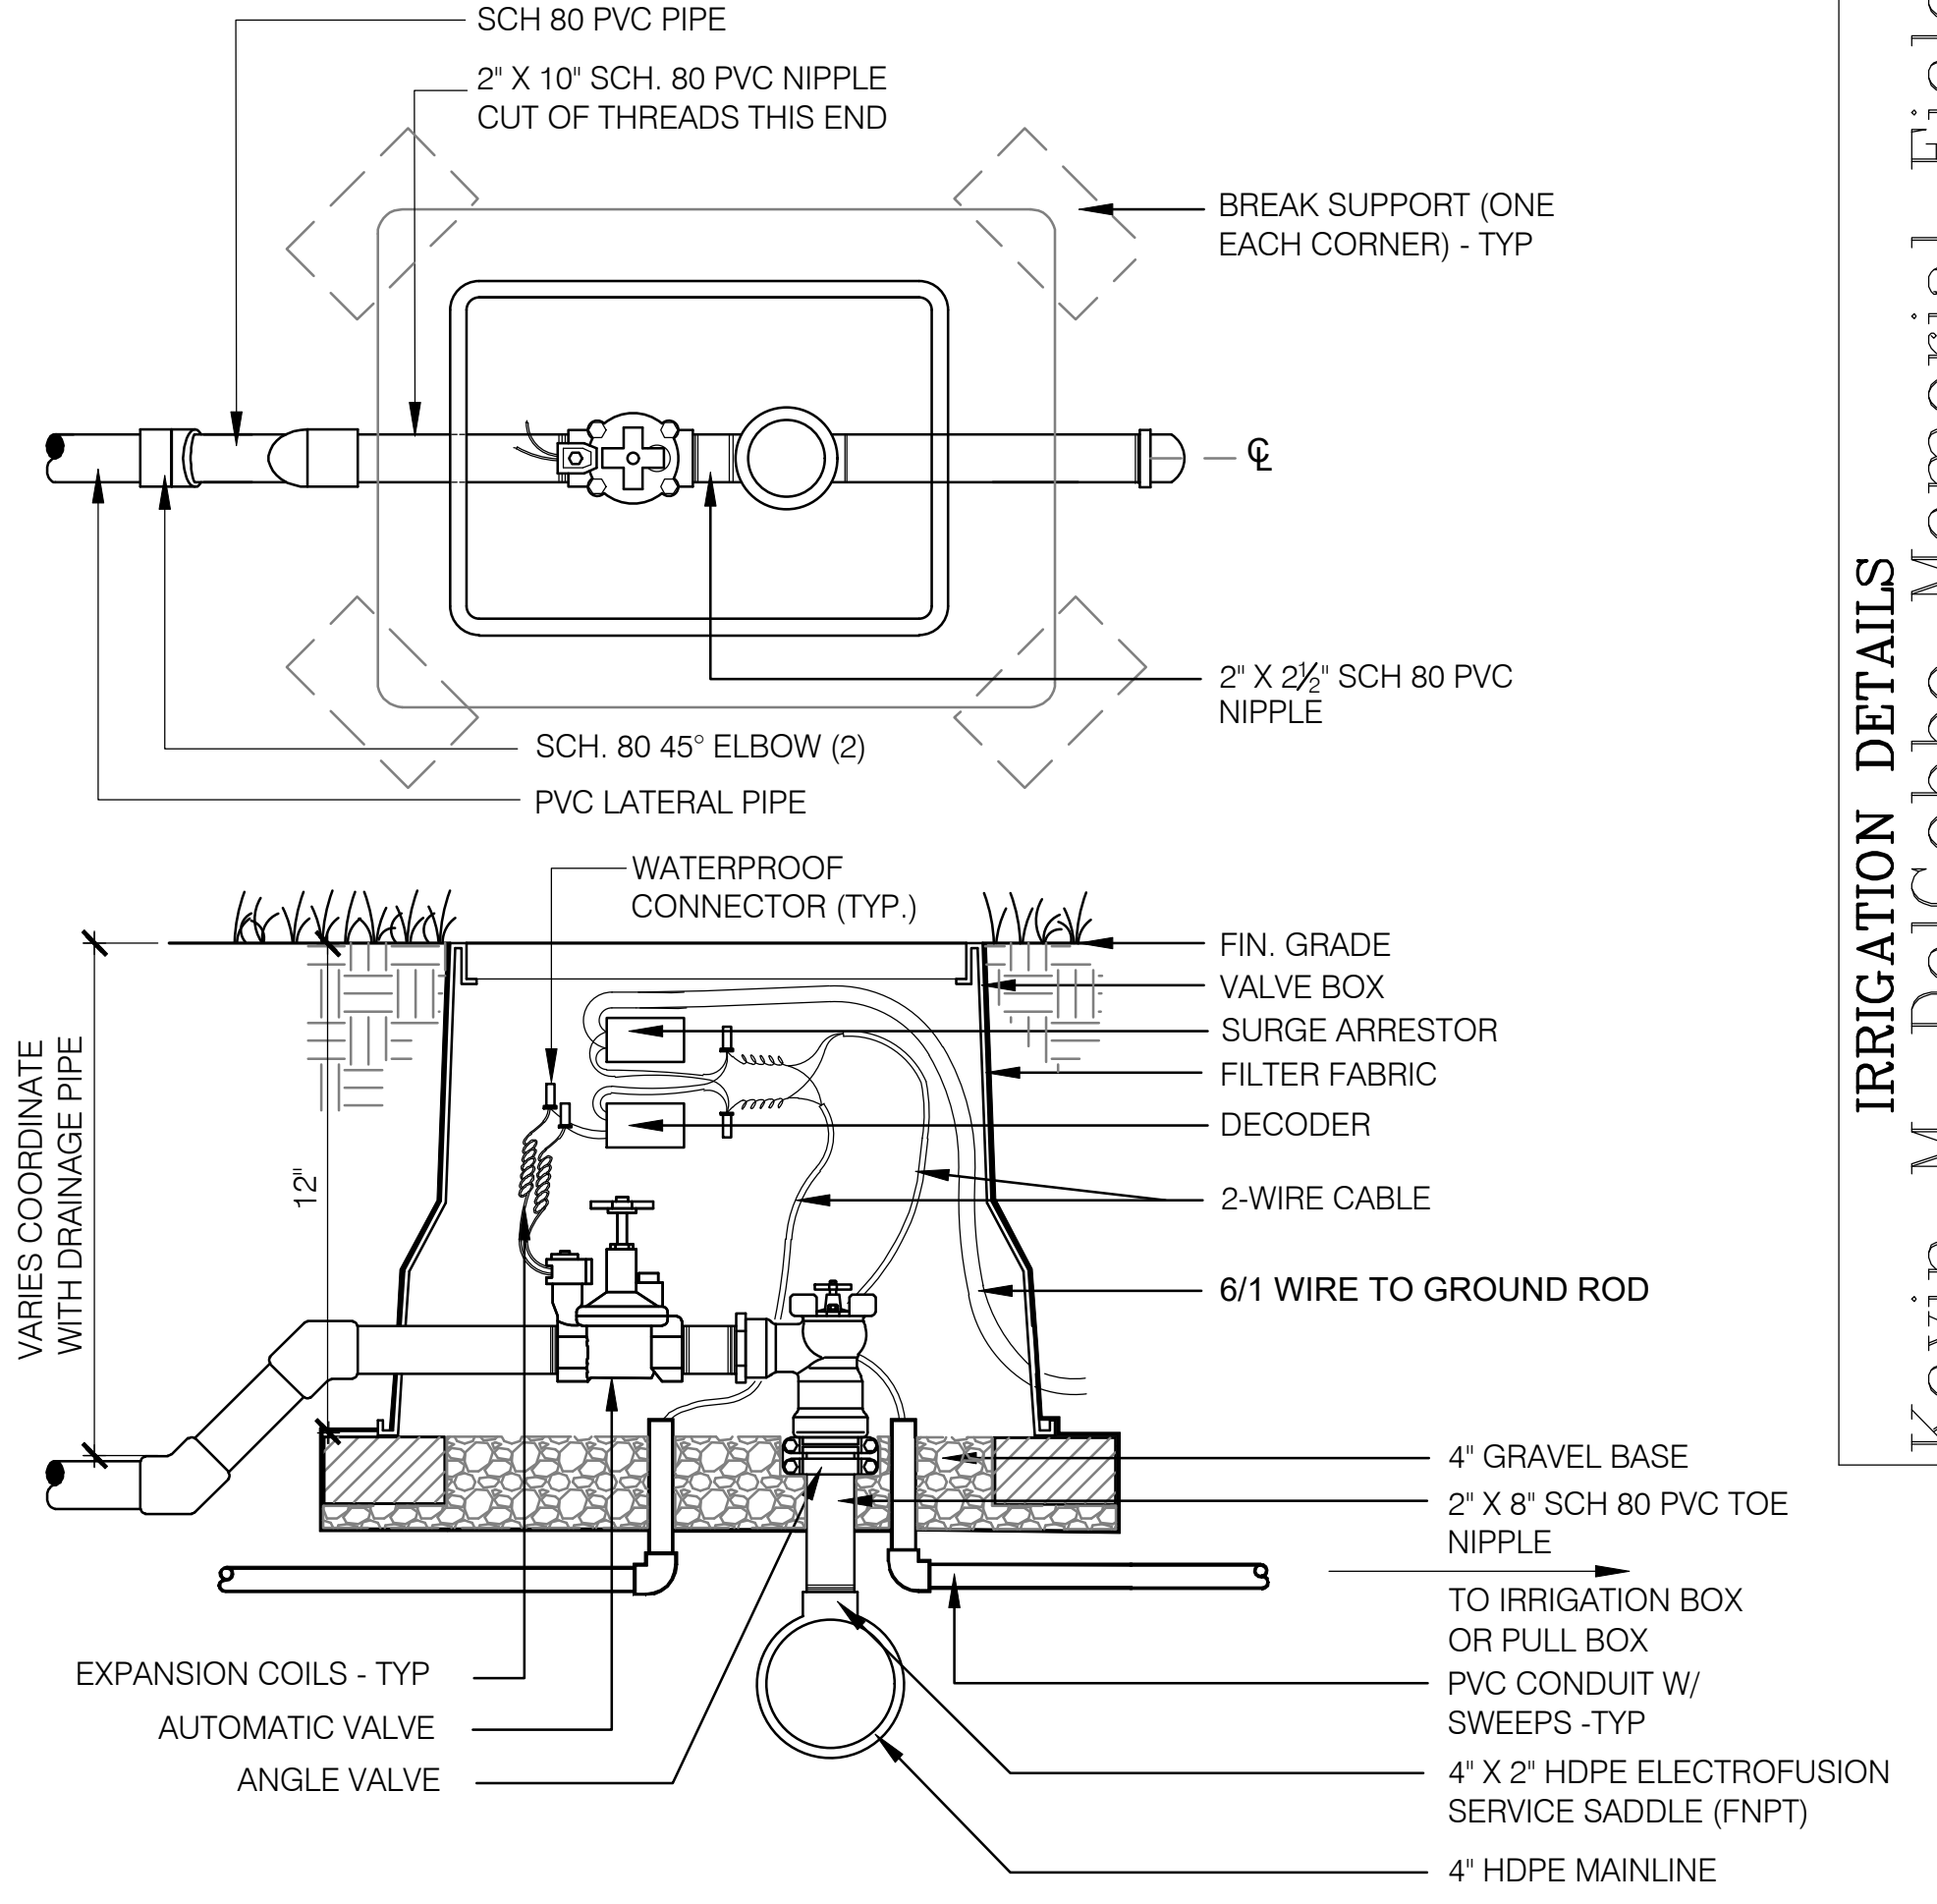 SCH 80 PVC PIPE
2" X 10" SCH. 80 PVC NIPPLE
CUT OF THREADS THIS END
BREAK SUPPORT (ONE
EACH CORNER) - TYP
℄
2" X 2½" SCH 80 PVC
NIPPLE
SCH. 80 45° ELBOW (2)
PVC LATERAL PIPE
WATERPROOF
CONNECTOR (TYP.)
FIN. GRADE
VALVE BOX
SURGE ARRESTOR
FILTER FABRIC
DECODER
2-WIRE CABLE
6/1 WIRE TO GROUND ROD
VARIES COORDINATE
WITH DRAINAGE PIPE
12"
4" GRAVEL BASE
2" X 8" SCH 80 PVC TOE
NIPPLE
TO IRRIGATION BOX
OR PULL BOX
PVC CONDUIT W/
SWEEPS -TYP
4" X 2" HDPE ELECTROFUSION
SERVICE SADDLE (FNPT)
4" HDPE MAINLINE
EXPANSION COILS - TYP
AUTOMATIC VALVE
ANGLE VALVE
IRRIGATION DETAILS
Kevin M. Memorial